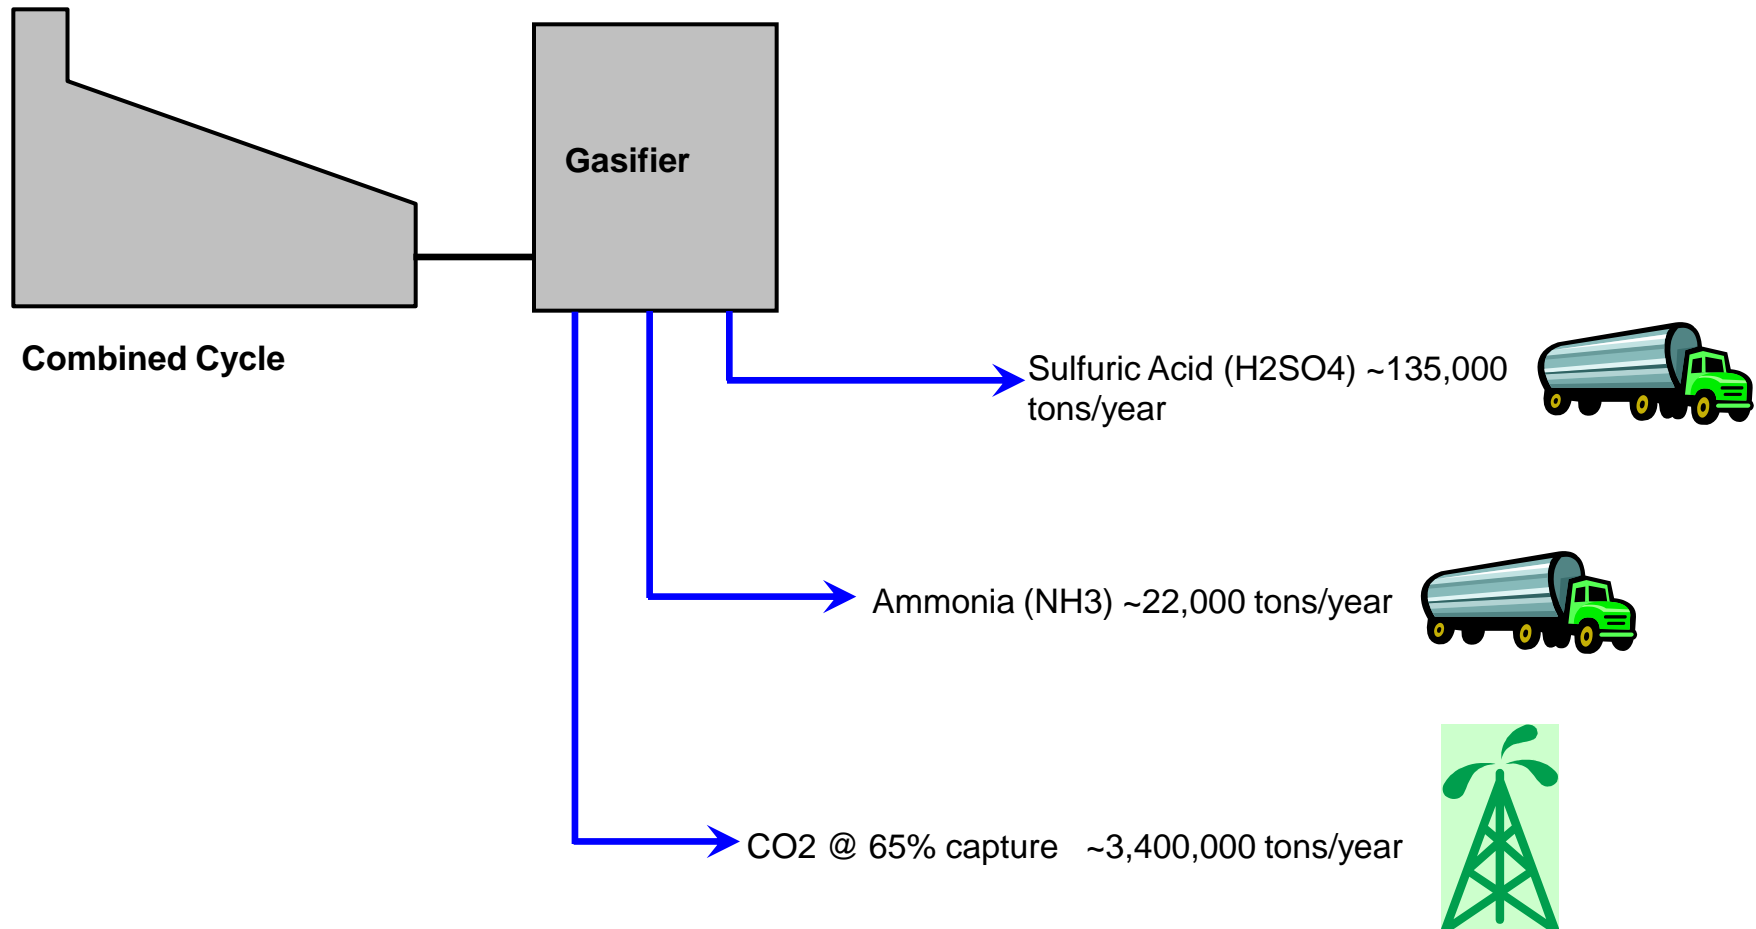 Gasifier
Combined Cycle
Sulfuric Acid (H2SO4) ~135,000
tons/year
Ammonia (NH3) ~22,000 tons/year
CO2 @ 65% capture ~3,400,000 tons/year